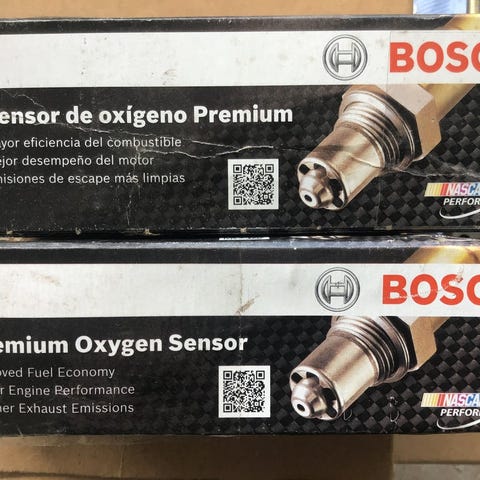 BOSC
ensor de oxígeno Premium
ayor eficiencia del combustible
ejor desempeño del motor
misiones de escape más limpias
NASCA
PERFOR
BOSC
emium Oxygen Sensor
oved Fuel Economy
er Engine Performance
ner Exhaust Emissions
NASCA
PERFOR